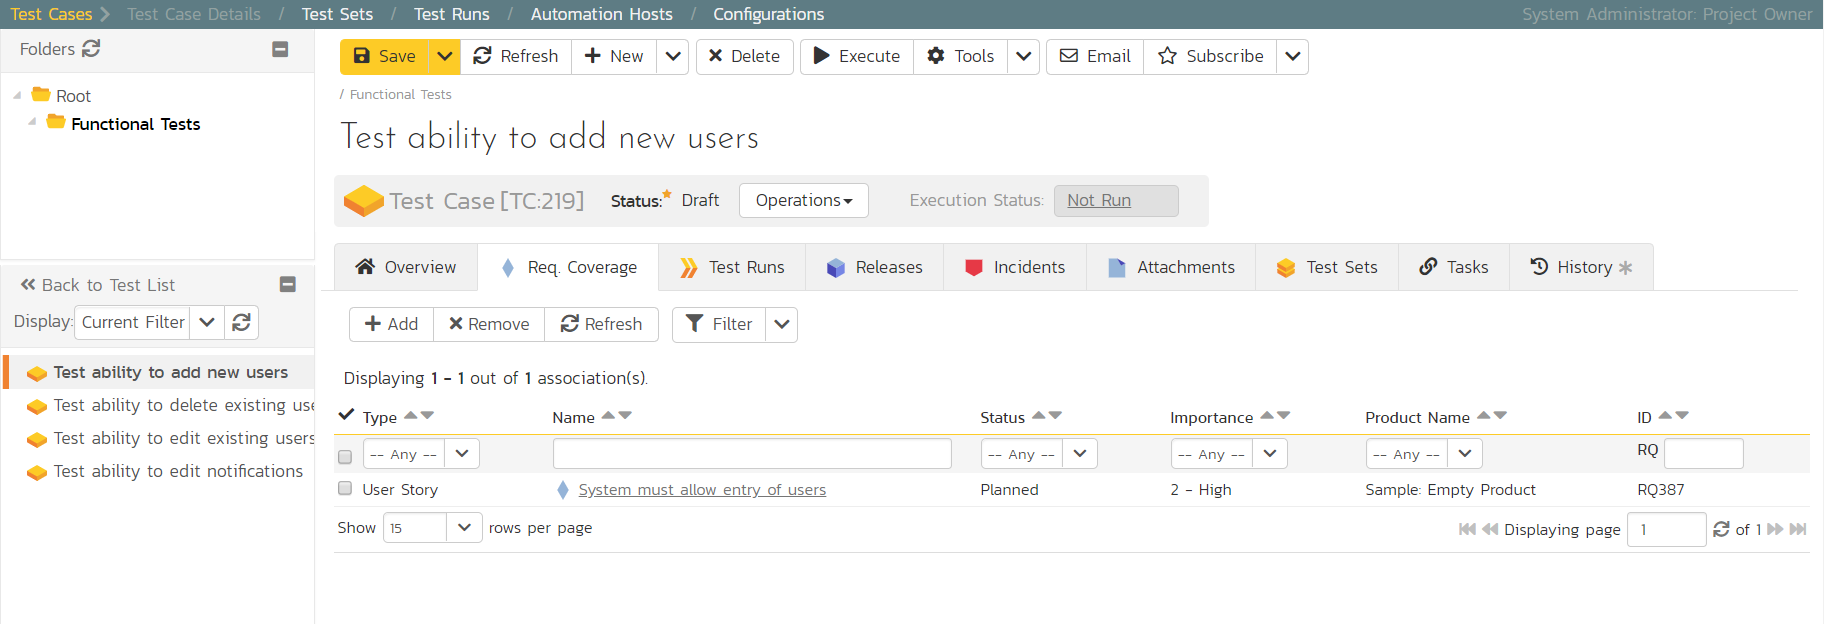 Test Cases Test Case Details / Test Sets / Test Runs / Automation Hosts / Configurations System Administrator: Project Owner
Folders
Root
Functional Tests
Save Refresh New Delete Execute Tools Email Subscribe
/ Functional Tests
Test ability to add new users
Test Case [TC:219] Status: Draft Operations Execution Status: Not Run
Overview Req. Coverage Test Runs Releases Incidents Attachments Test Sets Tasks History
Back to Test List
Display: Current Filter
Test ability to add new users
Test ability to delete existing use
Test ability to edit existing users
Test ability to edit notifications
Add Remove Refresh Filter
Displaying 1 - 1 out of 1 association(s).
Type Name Status Importance Product Name ID
-- Any -- -- Any -- -- Any -- -- Any -- RQ
User Story System must allow entry of users Planned 2 - High Sample: Empty Product RQ387
Show 15 rows per page Displaying page 1 of 1